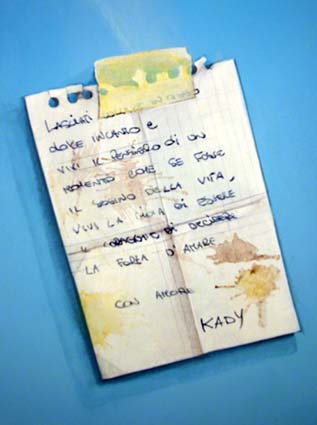 LASCIATI IN
DOLCE INCANTO E
VIVI IL PENSIERO DI UN
MOMENTO COME SE FOSSE
IL SOGNO DELLA VITA,
VIVI LA DI ESSERE
IL CORAGGIO DI DECIDERE
LA FORZA D'AMARE
CON AMORE
KADY